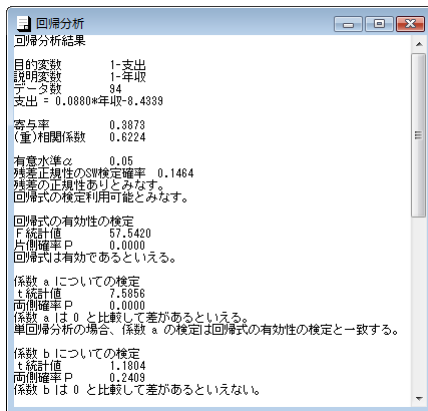 回帰分析
回帰分析結果
目的変数 1-支出
説明変数 1-年収
データ数 94
支出 = 0.0880*年収-8.4339
寄与率 0.3873
(重)相関係数 0.6224
有意水準α 0.05
残差正規性のSW検定確率 0.1464
残差の正規性ありとみなす。
回帰式の検定利用可能とみなす。
回帰式の有効性の検定
F統計値 57.5420
片側確率P 0.0000
回帰式は有効であるといえる。
係数 a についての検定
t統計値 7.5856
両側確率P 0.0000
係数 a は 0 と比較して差があるといえる。
単回帰分析の場合、係数 a の検定は回帰式の有効性の検定と一致する。
係数 b についての検定
t統計値 1.1804
両側確率P 0.2409
係数 b は 0 と比較して差があるといえない。